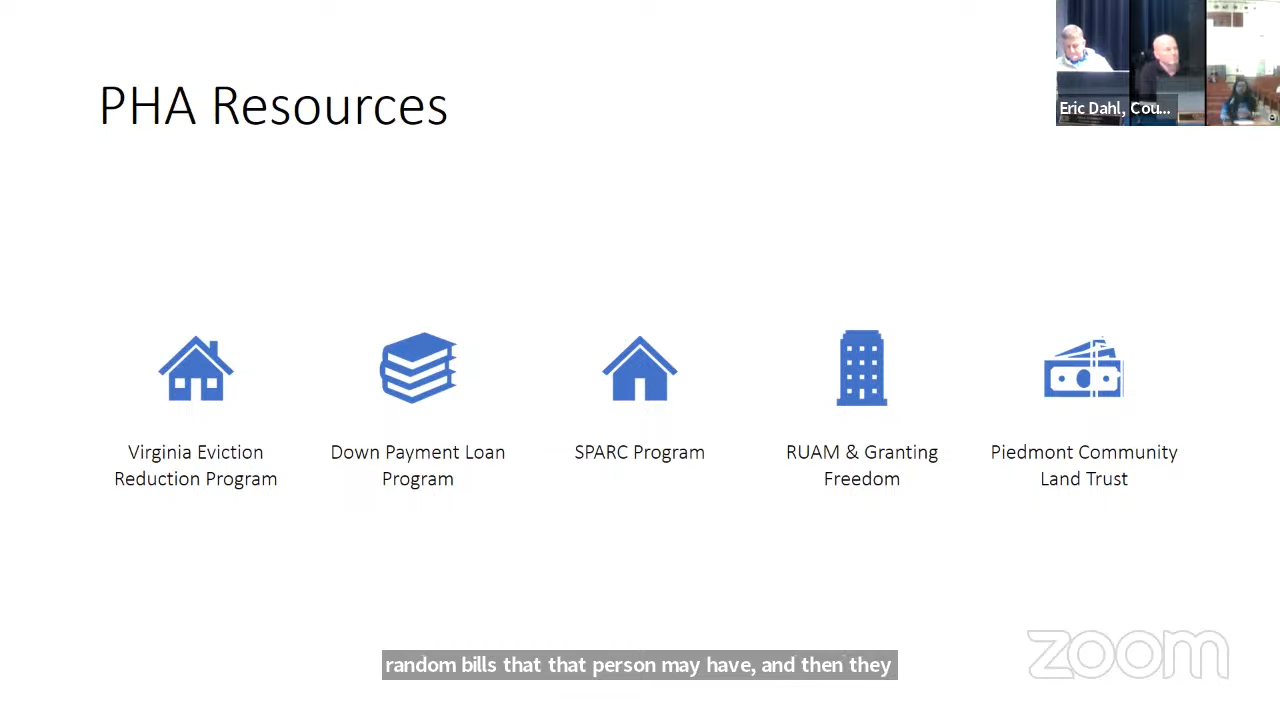 PHA Resources
Eric Dahl, Cou...
Virginia Eviction
Reduction Program
Down Payment Loan
Program
SPARC Program
RUAM & Granting
Freedom
Piedmont Community
Land Trust
random bills that that person may have, and then they
zoom